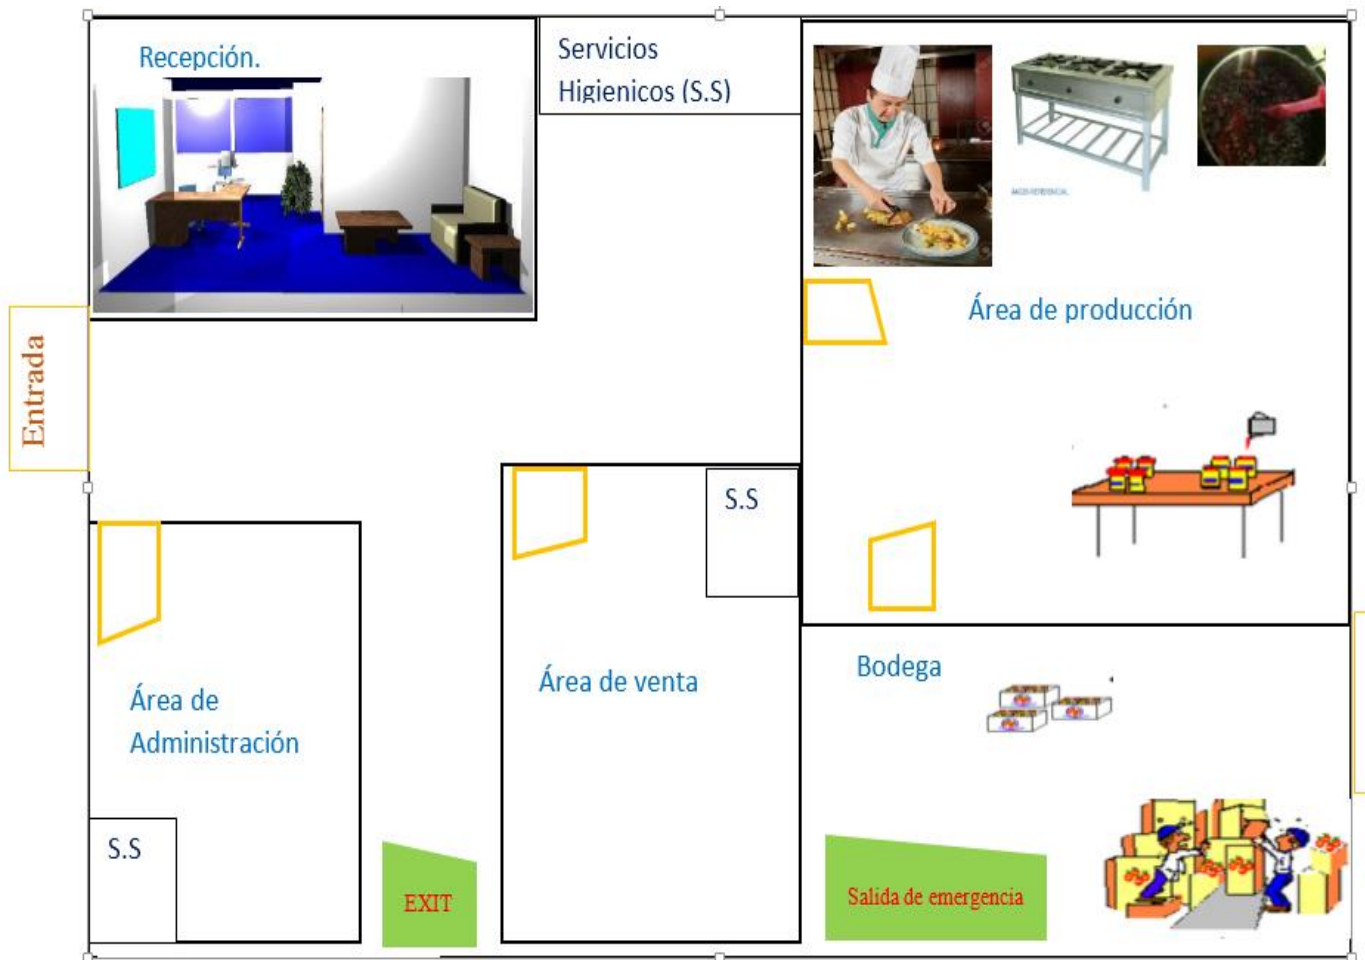 Recepción.
Servicios
Higienicos (S.S)
Entrada
Área de producción
S.S
Área de
Administración
Área de venta
Bodega
S.S
EXIT
Salida de emergencia